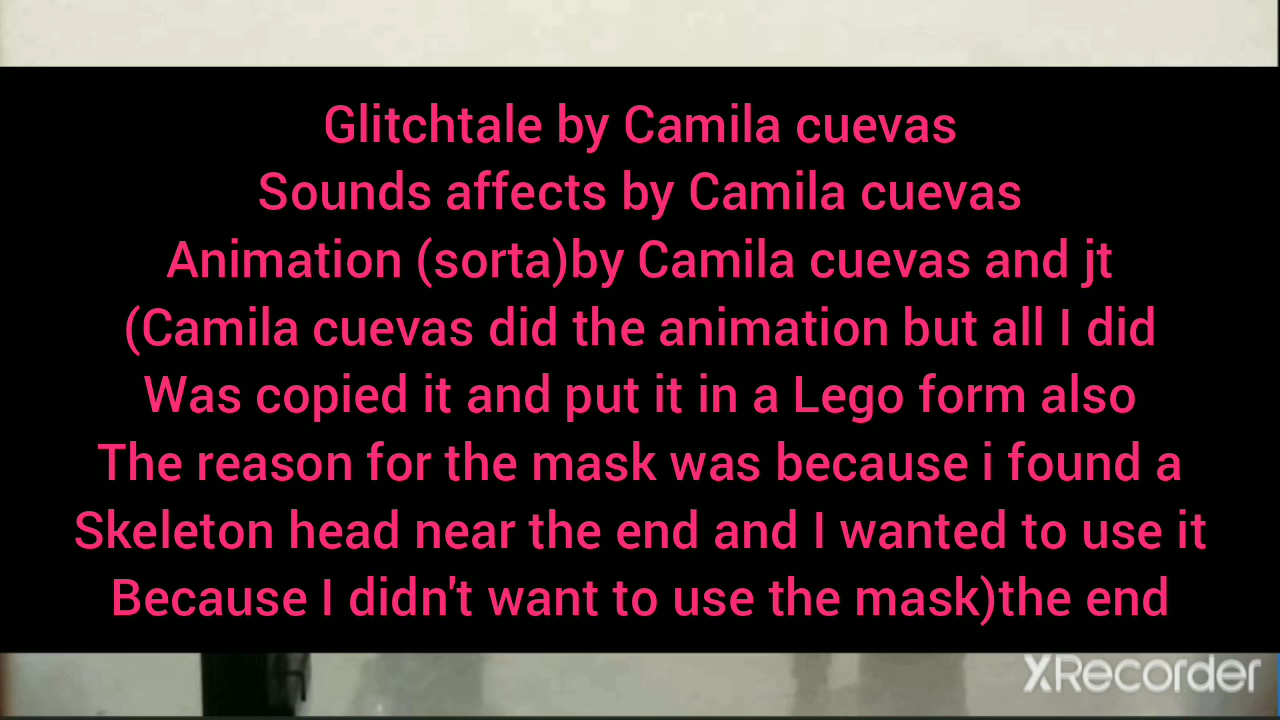 Glitchtale by Camila cuevas
Sounds affects by Camila cuevas
Animation (sorta)by Camila cuevas and jt
(Camila cuevas did the animation but all I did
Was copied it and put it in a Lego form also
The reason for the mask was because i found a
Skeleton head near the end and I wanted to use it
Because I didn't want to use the mask)the end
XRecorder